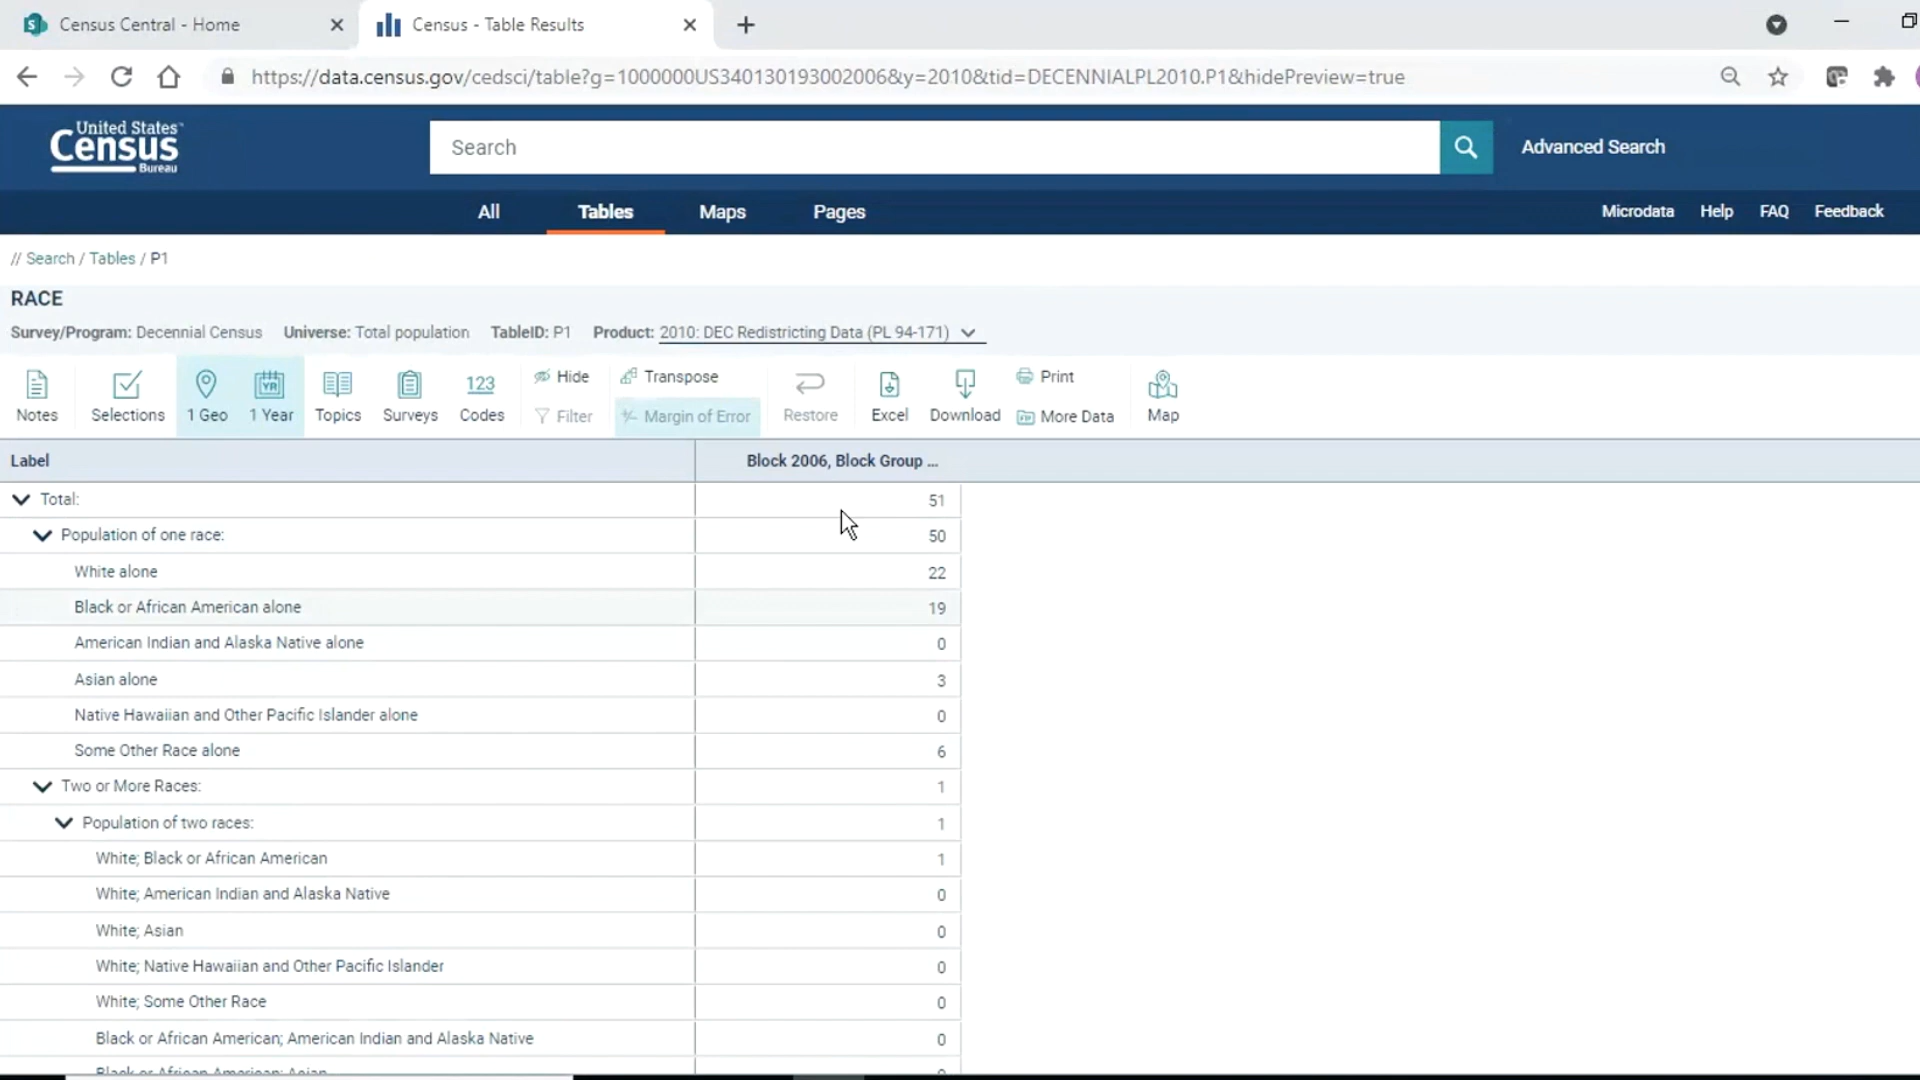 Census Central - Home
Census - Table Results
https://data.census.gov/cedsci/table?g=1000000US340130193002006&y=2010&tid=DECENNIALPL2010.P1&hidePreview=true
United States™
Census
Bureau
Search
Advanced Search
All Tables Maps Pages
Microdata Help FAQ Feedback
// Search / Tables / P1
RACE
Survey/Program: Decennial Census Universe: Total population TableID: P1 Product: 2010: DEC Redistricting Data (PL 94-171)
Notes
Selections
1 Geo
YR
1 Year
Topics
Surveys
123
Codes
Hide
Filter
Transpose
Margin of Error
Restore
Excel
Download
Print
More Data
Map
Label Block 2006, Block Group ...
Total: 51
Population of one race: 50
White alone 22
Black or African American alone 19
American Indian and Alaska Native alone 0
Asian alone 3
Native Hawaiian and Other Pacific Islander alone 0
Some Other Race alone 6
Two or More Races: 1
Population of two races: 1
White; Black or African American 1
White; American Indian and Alaska Native 0
White; Asian 0
White; Native Hawaiian and Other Pacific Islander 0
White; Some Other Race 0
Black or African American; American Indian and Alaska Native 0
Black or African American; Asian